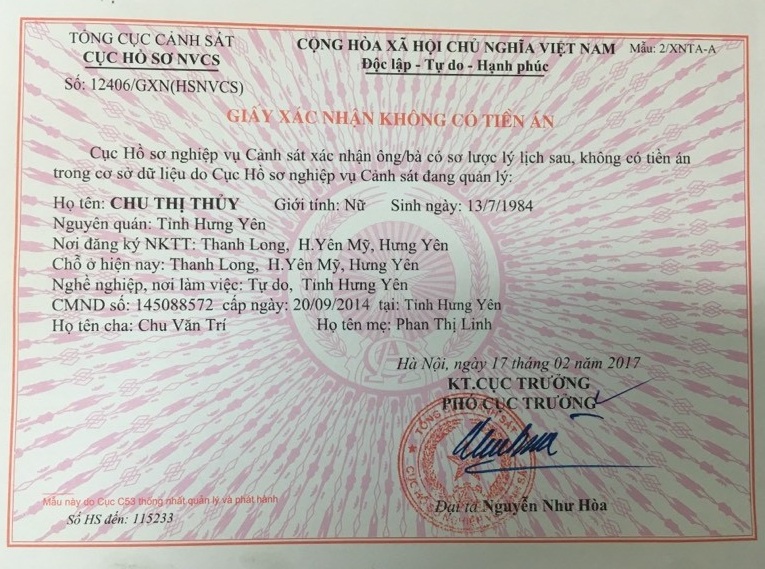 TỔNG CỤC CẢNH SÁT
CỤC HỒ SƠ NVCS
Số: 12406/GXN(HSNVCS)
CỘNG HÒA XÃ HỘI CHỦ NGHĨA VIỆT NAM
Độc lập - Tự do - Hạnh phúc
Mẫu: 2/XNTA-A
GIẤY XÁC NHẬN KHÔNG CÓ TIỀN ÁN
Cục Hồ sơ nghiệp vụ Cảnh sát xác nhận ông/bà có sơ lược lý lịch sau, không có tiền án
trong cơ sở dữ liệu do Cục Hồ sơ nghiệp vụ Cảnh sát đang quản lý:
Họ tên: CHU THỊ THỦY Giới tính: Nữ Sinh ngày: 13/7/1984
Nguyên quán: Tỉnh Hưng Yên
Nơi đăng ký NKTT: Thanh Long, H.Yên Mỹ, Hưng Yên
Chỗ ở hiện nay: Thanh Long, H.Yên Mỹ, Hưng Yên
Nghề nghiệp, nơi làm việc: Tự do, Tỉnh Hưng Yên
CMND số: 145088572 cấp ngày: 20/09/2014 tại: Tỉnh Hưng Yên
Họ tên cha: Chu Văn Trí Họ tên mẹ: Phan Thị Linh
Hà Nội, ngày 17 tháng 02 năm 2017
KT.CỤC TRƯỞNG
PHÓ CỤC TRƯỞNG
Đại tá Nguyễn Như Hòa
Mẫu này do Cục C53 thống nhất quản lý và phát hành
Số HS đến: 115233